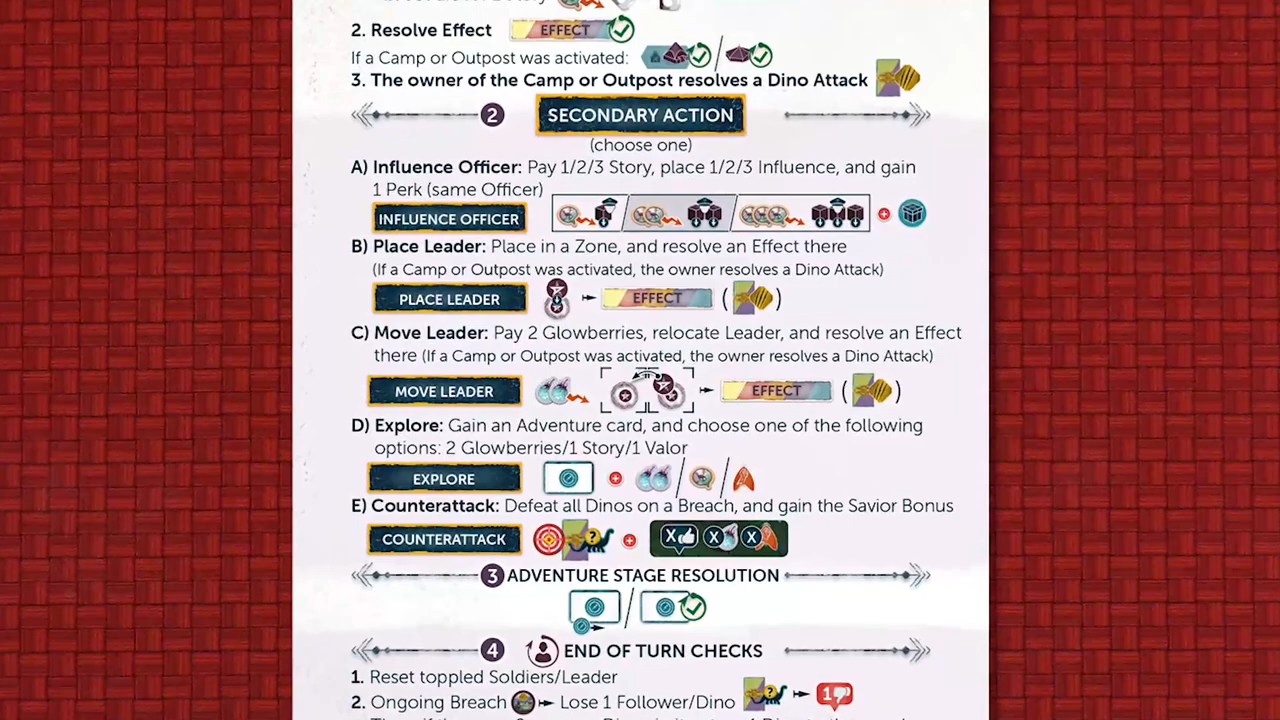 2. Resolve Effect EFFECT
If a Camp or Outpost was activated: /
3. The owner of the Camp or Outpost resolves a Dino Attack
2 SECONDARY ACTION
(choose one)
A) Influence Officer: Pay 1/2/3 Story, place 1/2/3 Influence, and gain
1 Perk (same Officer)
INFLUENCE OFFICER
B) Place Leader: Place in a Zone, and resolve an Effect there
(If a Camp or Outpost was activated, the owner resolves a Dino Attack)
PLACE LEADER EFFECT ( )
C) Move Leader: Pay 2 Glowberries, relocate Leader, and resolve an Effect
there (If a Camp or Outpost was activated, the owner resolves a Dino Attack)
MOVE LEADER EFFECT ( )
D) Explore: Gain an Adventure card, and choose one of the following
options: 2 Glowberries/1 Story/1 Valor
EXPLORE / /
E) Counterattack: Defeat all Dinos on a Breach, and gain the Savior Bonus
COUNTERATTACK ? + X X X
3 ADVENTURE STAGE RESOLUTION
/
4 END OF TURN CHECKS
1. Reset toppled Soldiers/Leader
2. Ongoing Breach Lose 1 Follower/Dino ? 1